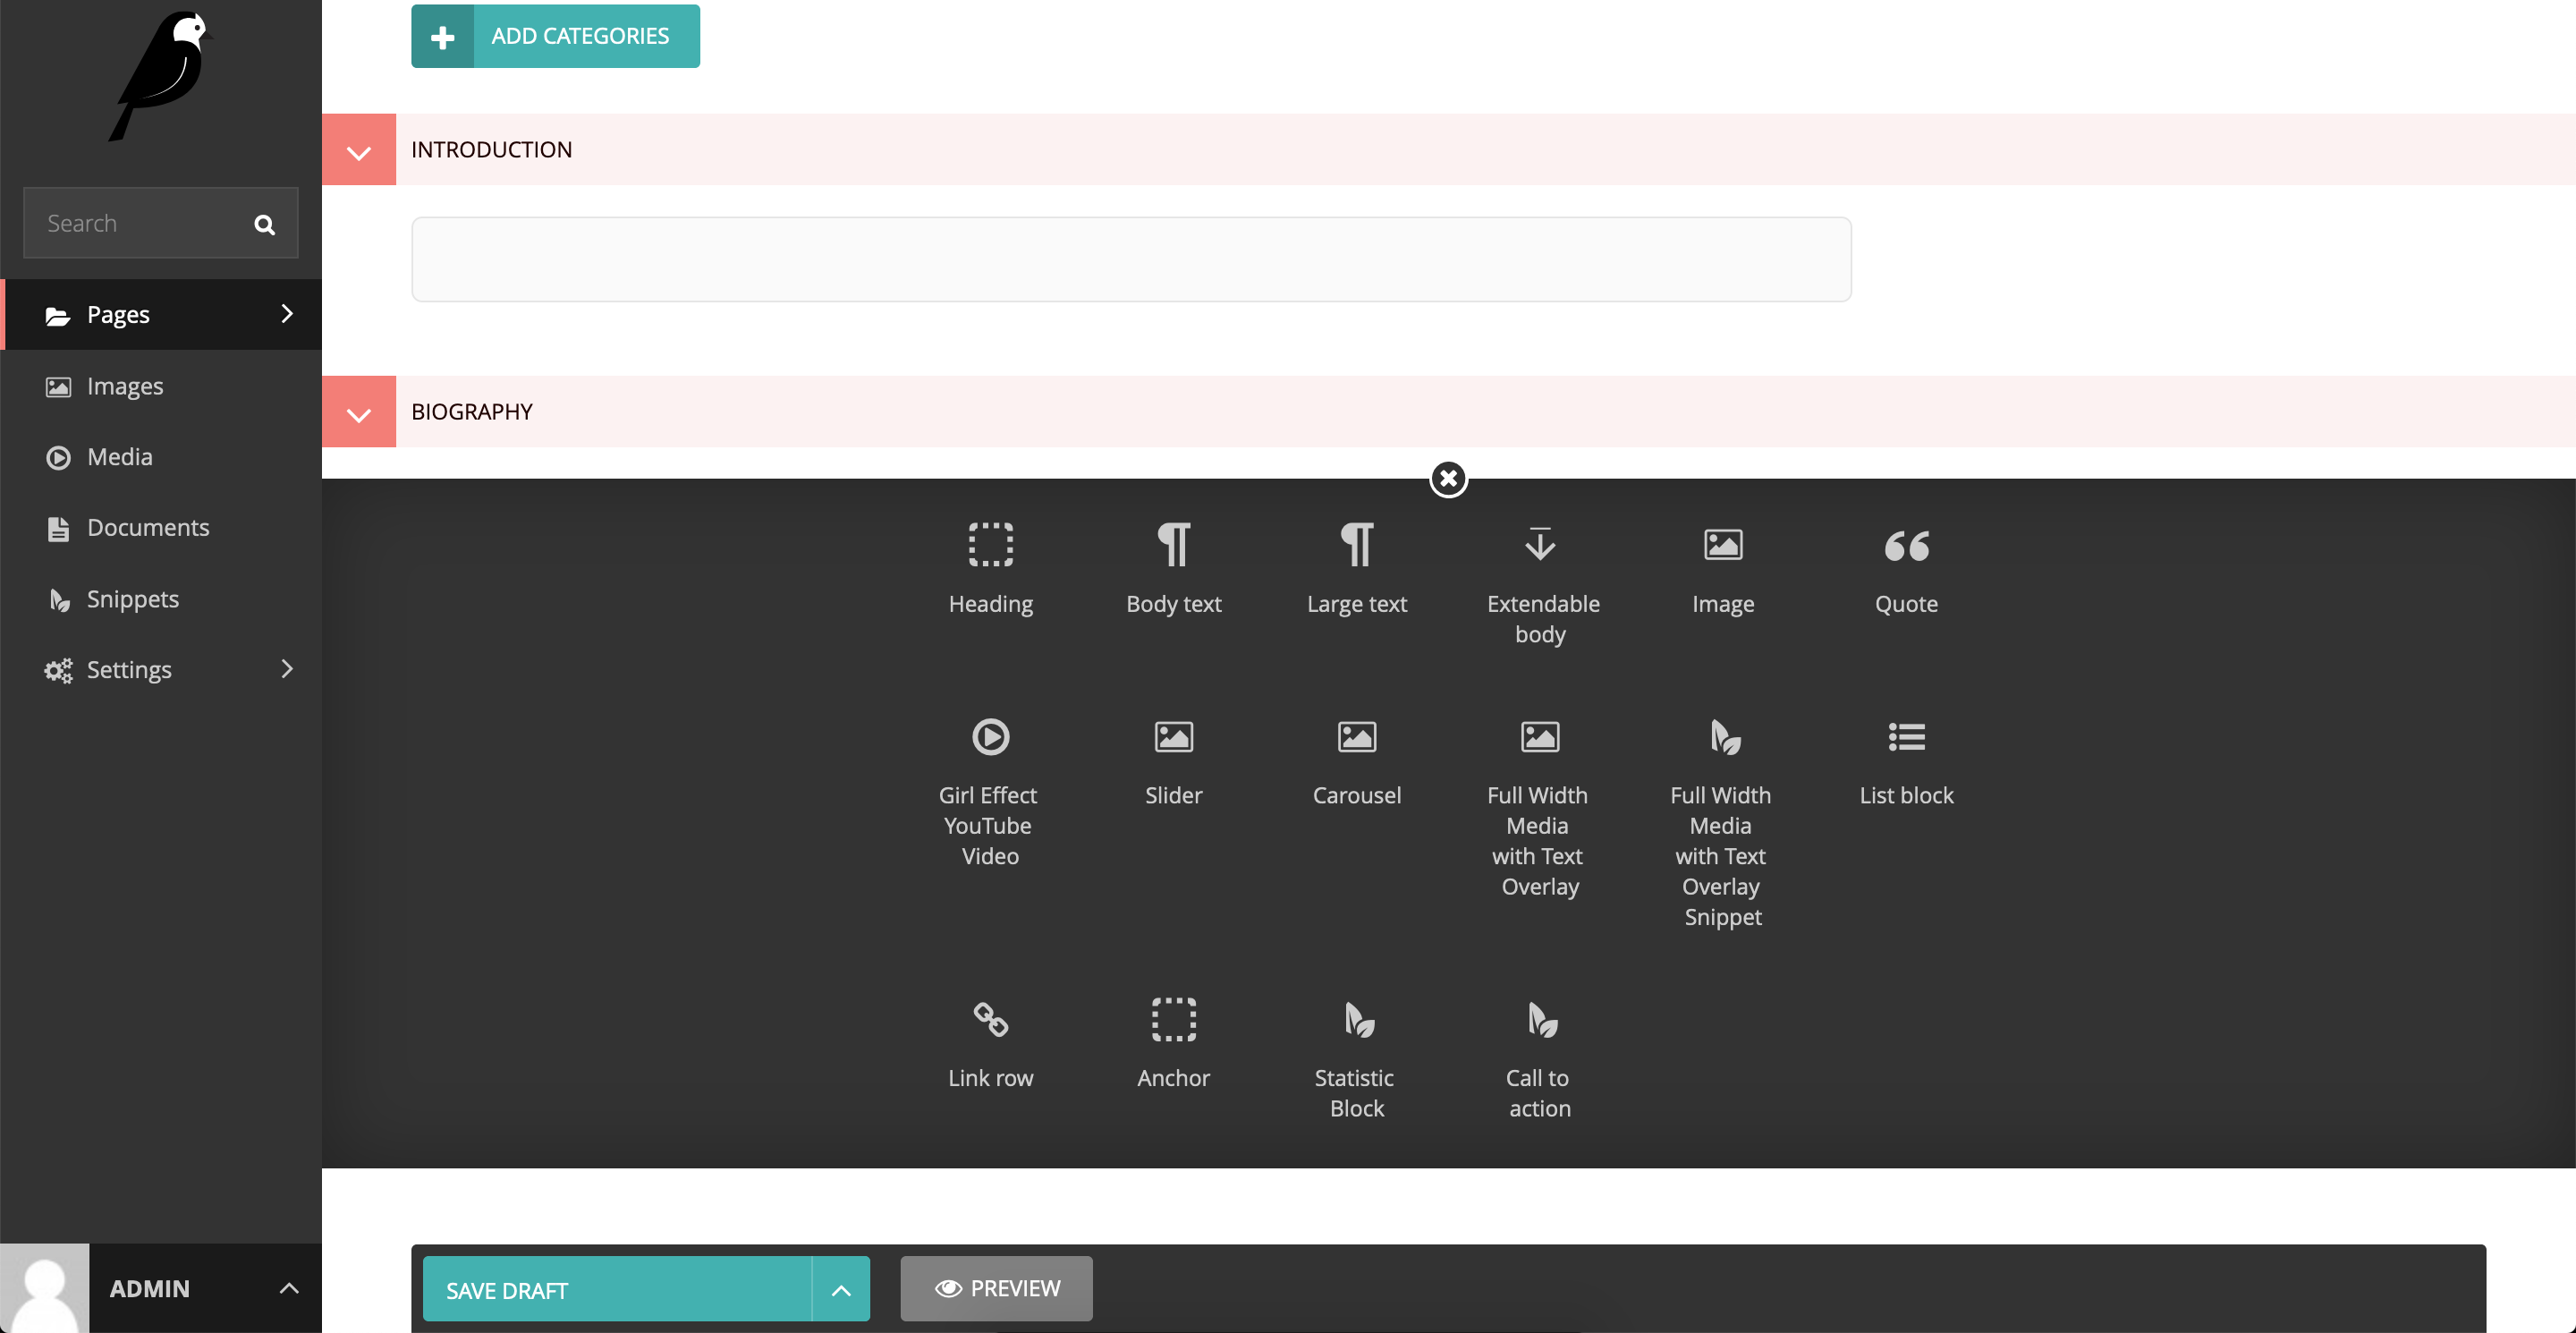 ADD CATEGORIES
INTRODUCTION
Search
Pages
Images
Media
Documents
Snippets
Settings
BIOGRAPHY
Heading
Body text
Large text
Extendable
body
Image
Quote
Girl Effect
YouTube
Video
Slider
Carousel
Full Width
Media
with Text
Overlay
Full Width
Media
with Text
Overlay
Snippet
List block
Link row
Anchor
Statistic
Block
Call to
action
ADMIN
SAVE DRAFT
PREVIEW